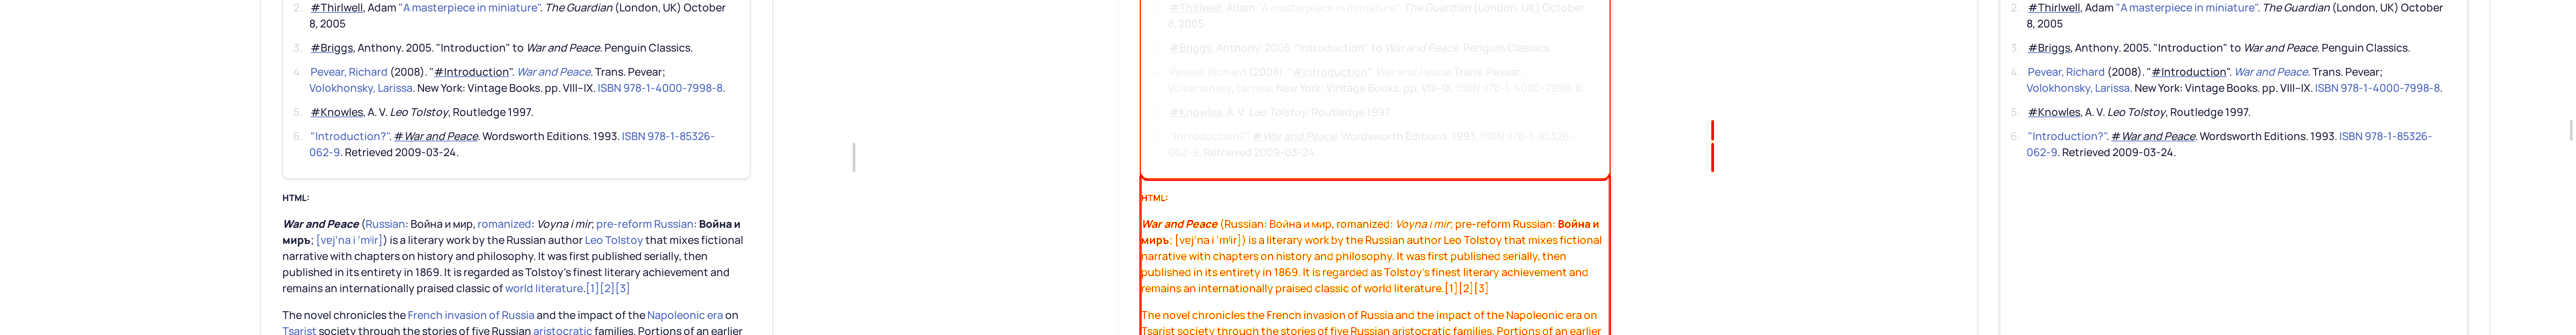 2. #Thirlwell, Adam "A masterpiece in miniature". The Guardian (London, UK) October
8, 2005
3. #Briggs, Anthony. 2005. "Introduction" to War and Peace. Penguin Classics.
4. Pevear, Richard (2008). "#Introduction". War and Peace. Trans. Pevear;
Volokhonsky, Larissa. New York: Vintage Books. pp. VIII–IX. ISBN 978-1-4000-7998-8.
5. #Knowles, A. V. Leo Tolstoy, Routledge 1997.
6. "Introduction?". #War and Peace. Wordsworth Editions. 1993. ISBN 978-1-85326-
062-9. Retrieved 2009-03-24.
HTML:
War and Peace (Russian: Война и мир, romanized: Voyna i mir; pre-reform Russian: Война и
миръ; [vɐjˈna i ˈmʲir]) is a literary work by the Russian author Leo Tolstoy that mixes fictional
narrative with chapters on history and philosophy. It was first published serially, then
published in its entirety in 1869. It is regarded as Tolstoy's finest literary achievement and
remains an internationally praised classic of world literature.[1][2][3]
The novel chronicles the French invasion of Russia and the impact of the Napoleonic era on
Tsarist society through the stories of five Russian aristocratic families. Portions of an earlier
#Thirlwell, Adam "A masterpiece in miniature". The Guardian (London, UK) October
8, 2005
#Briggs, Anthony. 2005. "Introduction" to War and Peace. Penguin Classics.
Pevear, Richard (2008). "#Introduction". War and Peace. Trans. Pevear;
Volokhonsky, Larissa. New York: Vintage Books. pp. VIII–IX. ISBN 978-1-4000-7998-8.
#Knowles, A. V. Leo Tolstoy, Routledge 1997.
"Introduction?". #War and Peace. Wordsworth Editions. 1993. ISBN 978-1-85326-
062-9. Retrieved 2009-03-24.
HTML:
War and Peace (Russian: Война и мир, romanized: Voyna i mir; pre-reform Russian: Война и
миръ; [vɐjˈna i ˈmʲir]) is a literary work by the Russian author Leo Tolstoy that mixes fictional
narrative with chapters on history and philosophy. It was first published serially, then
published in its entirety in 1869. It is regarded as Tolstoy's finest literary achievement and
remains an internationally praised classic of world literature.[1][2][3]
The novel chronicles the French invasion of Russia and the impact of the Napoleonic era on
Tsarist society through the stories of five Russian aristocratic families. Portions of an earlier
2. #Thirlwell, Adam "A masterpiece in miniature". The Guardian (London, UK) October
8, 2005
3. #Briggs, Anthony. 2005. "Introduction" to War and Peace. Penguin Classics.
4. Pevear, Richard (2008). "#Introduction". War and Peace. Trans. Pevear;
Volokhonsky, Larissa. New York: Vintage Books. pp. VIII–IX. ISBN 978-1-4000-7998-8.
5. #Knowles, A. V. Leo Tolstoy, Routledge 1997.
6. "Introduction?". #War and Peace. Wordsworth Editions. 1993. ISBN 978-1-85326-
062-9. Retrieved 2009-03-24.